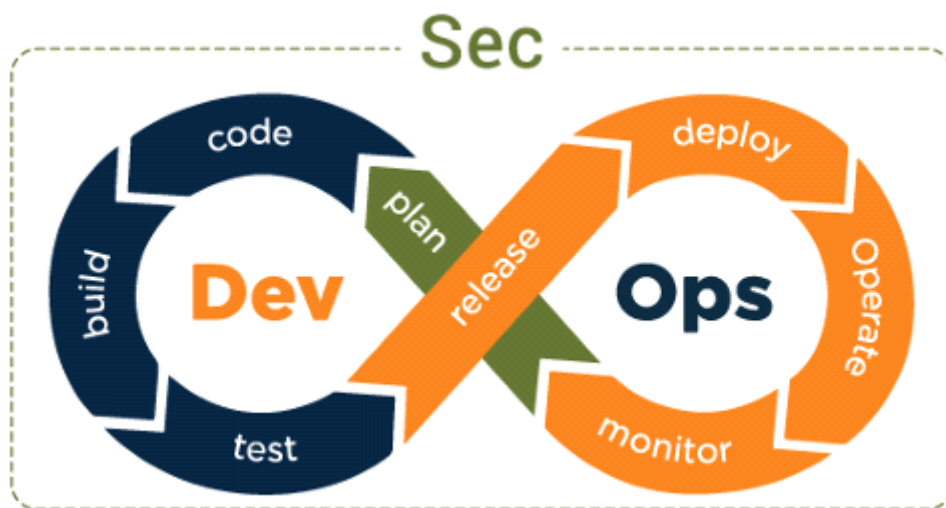 Sec
code
deploy
plan
build
Dev
release
Ops
Operate
test
monitor